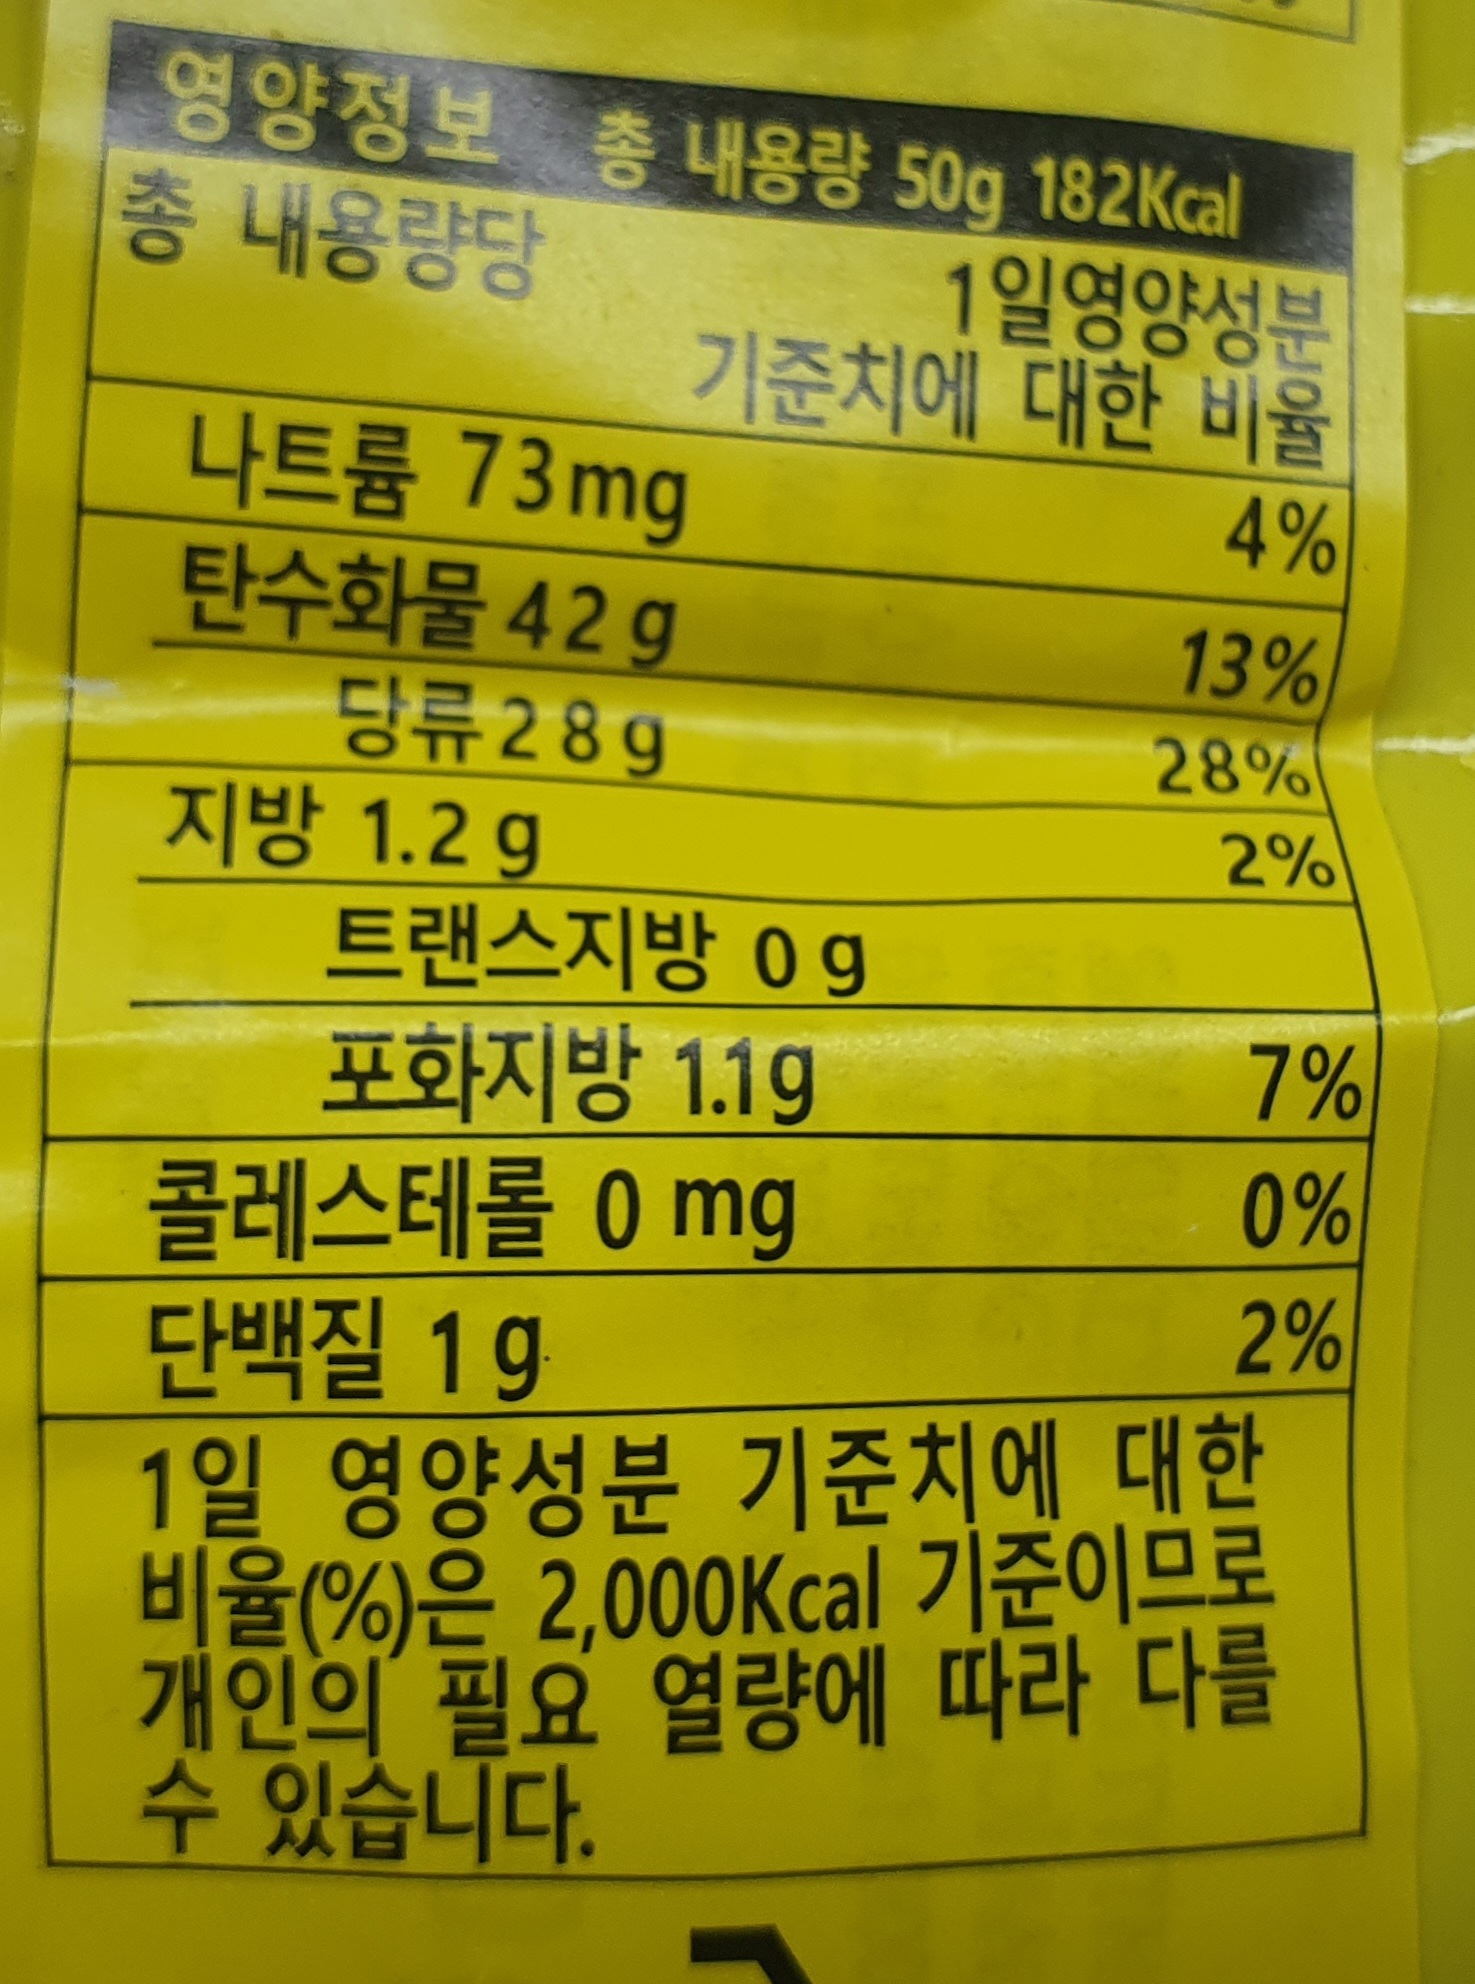 영양정보 총 내용량 50g 182Kcal
총 내용량당
1일영양성분
기준치에 대한 비율
나트륨 73mg 4%
탄수화물 42g 13%
당류 28g 28%
지방 1.2g 2%
트랜스지방 0g
포화지방 1.1g 7%
콜레스테롤 0mg 0%
단백질 1g 2%
1일 영양성분 기준치에 대한
비율(%)은 2,000Kcal 기준이므로
개인의 필요 열량에 따라 다를
수 있습니다.